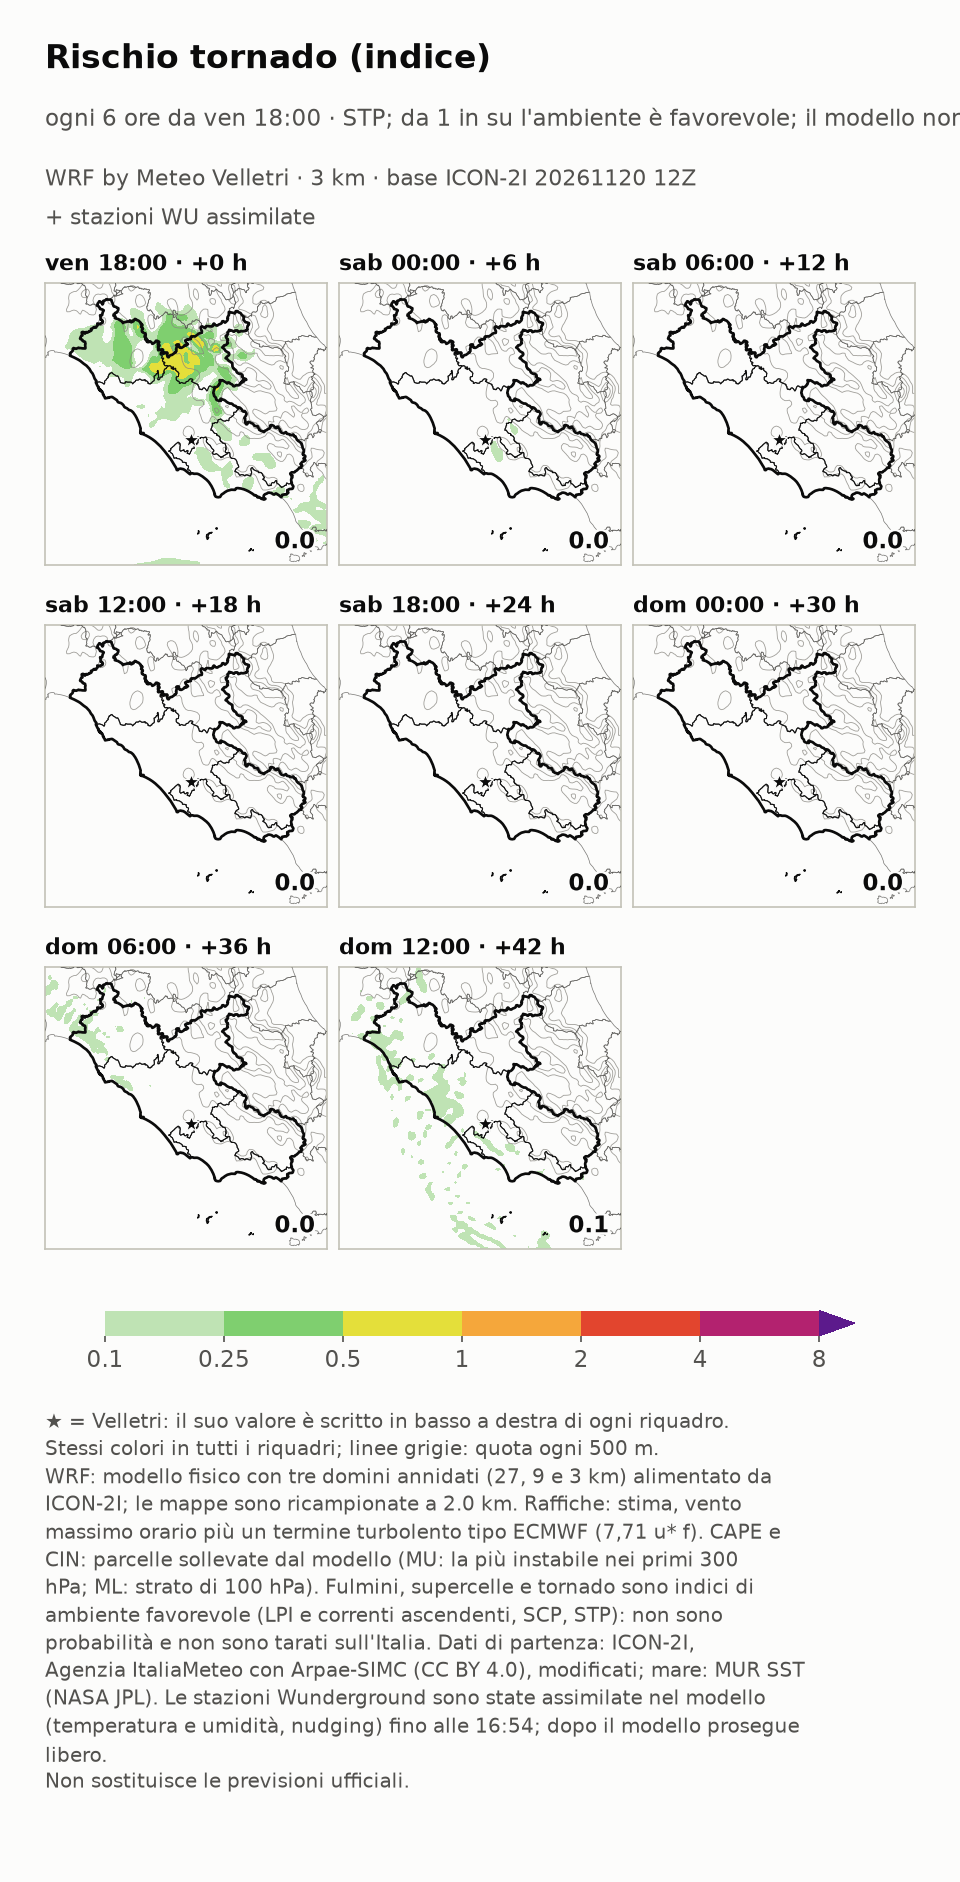 Rischio tornado (indice)
ogni 6 ore da ven 18:00 · STP; da 1 in su l'ambiente è favorevole; il modello non
WRF by Meteo Velletri · 3 km · base ICON-2I 20261120 12Z
+ stazioni WU assimilate
ven 18:00 · +0 h
sab 00:00 · +6 h
sab 06:00 · +12 h
0.0
0.0
0.0
sab 12:00 · +18 h
sab 18:00 · +24 h
dom 00:00 · +30 h
0.0
0.0
0.0
dom 06:00 · +36 h
dom 12:00 · +42 h
0.0
0.1
0.1 0.25 0.5 1 2 4 8
★ = Velletri: il suo valore è scritto in basso a destra di ogni riquadro.
Stessi colori in tutti i riquadri; linee grigie: quota ogni 500 m.
WRF: modello fisico con tre domini annidati (27, 9 e 3 km) alimentato da
ICON-2I; le mappe sono ricampionate a 2.0 km. Raffiche: stima, vento
massimo orario più un termine turbolento tipo ECMWF (7,71 u* f). CAPE e
CIN: parcelle sollevate dal modello (MU: la più instabile nei primi 300
hPa; ML: strato di 100 hPa). Fulmini, supercelle e tornado sono indici di
ambiente favorevole (LPI e correnti ascendenti, SCP, STP): non sono
probabilità e non sono tarati sull'Italia. Dati di partenza: ICON-2I,
Agenzia ItaliaMeteo con Arpae-SIMC (CC BY 4.0), modificati; mare: MUR SST
(NASA JPL). Le stazioni Wunderground sono state assimilate nel modello
(temperatura e umidità, nudging) fino alle 16:54; dopo il modello prosegue
libero.
Non sostituisce le previsioni ufficiali.